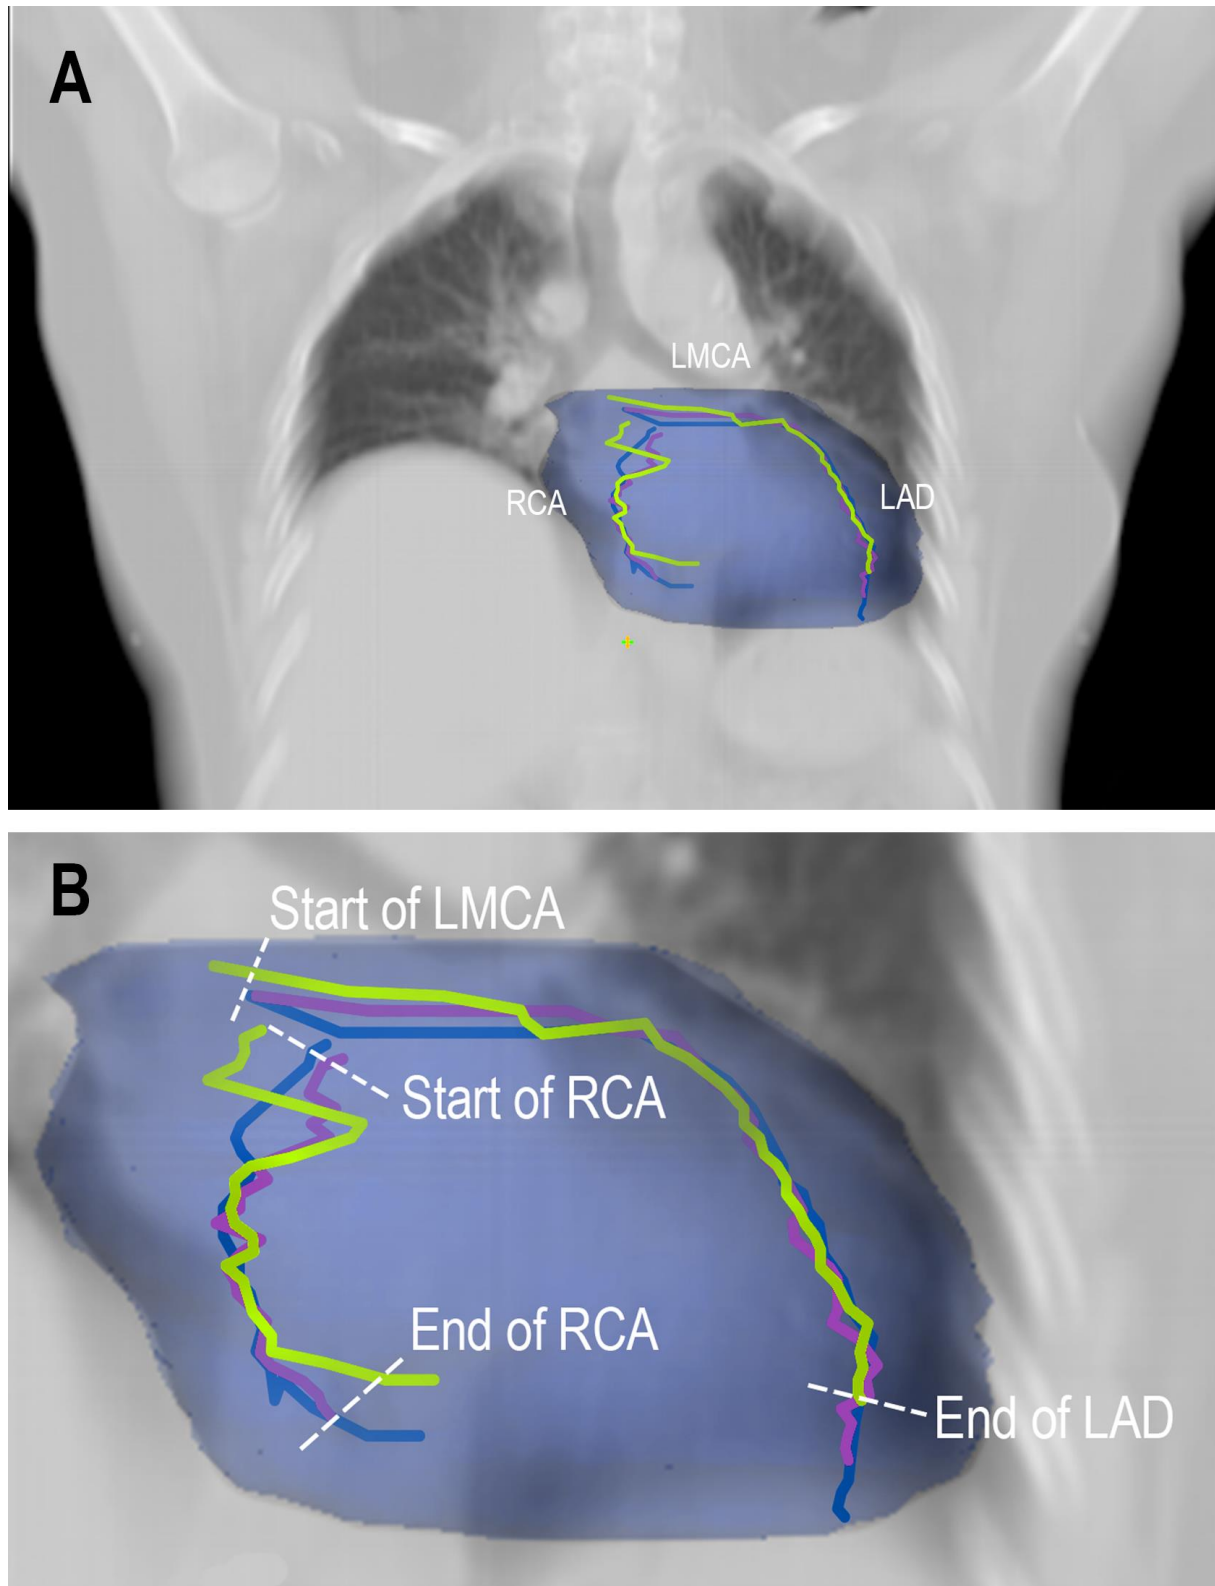 A
LMCA
RCA
LAD
B
Start of LMCA
Start of RCA
End of RCA
End of LAD